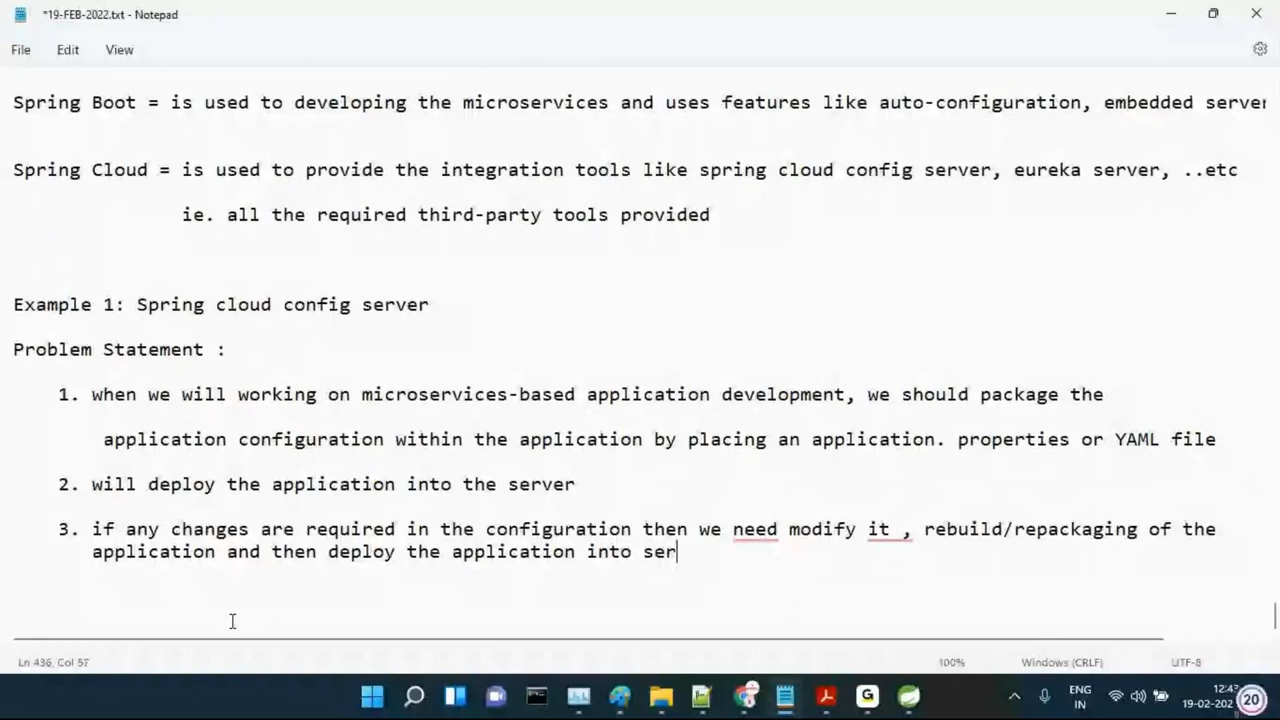 *19-FEB-2022.txt - Notepad
File Edit View
Spring Boot = is used to developing the microservices and uses features like auto-configuration, embedded server
Spring Cloud = is used to provide the integration tools like spring cloud config server, eureka server, ..etc
ie. all the required third-party tools provided
Example 1: Spring cloud config server
Problem Statement :
1. when we will working on microservices-based application development, we should package the
application configuration within the application by placing an application. properties or YAML file
2. will deploy the application into the server
3. if any changes are required in the configuration then we need modify it , rebuild/repackaging of the
application and then deploy the application into ser
Ln 436, Col 57 100% Windows (CRLF) UTF-8
ENG 12:43
IN 19-02-202 20